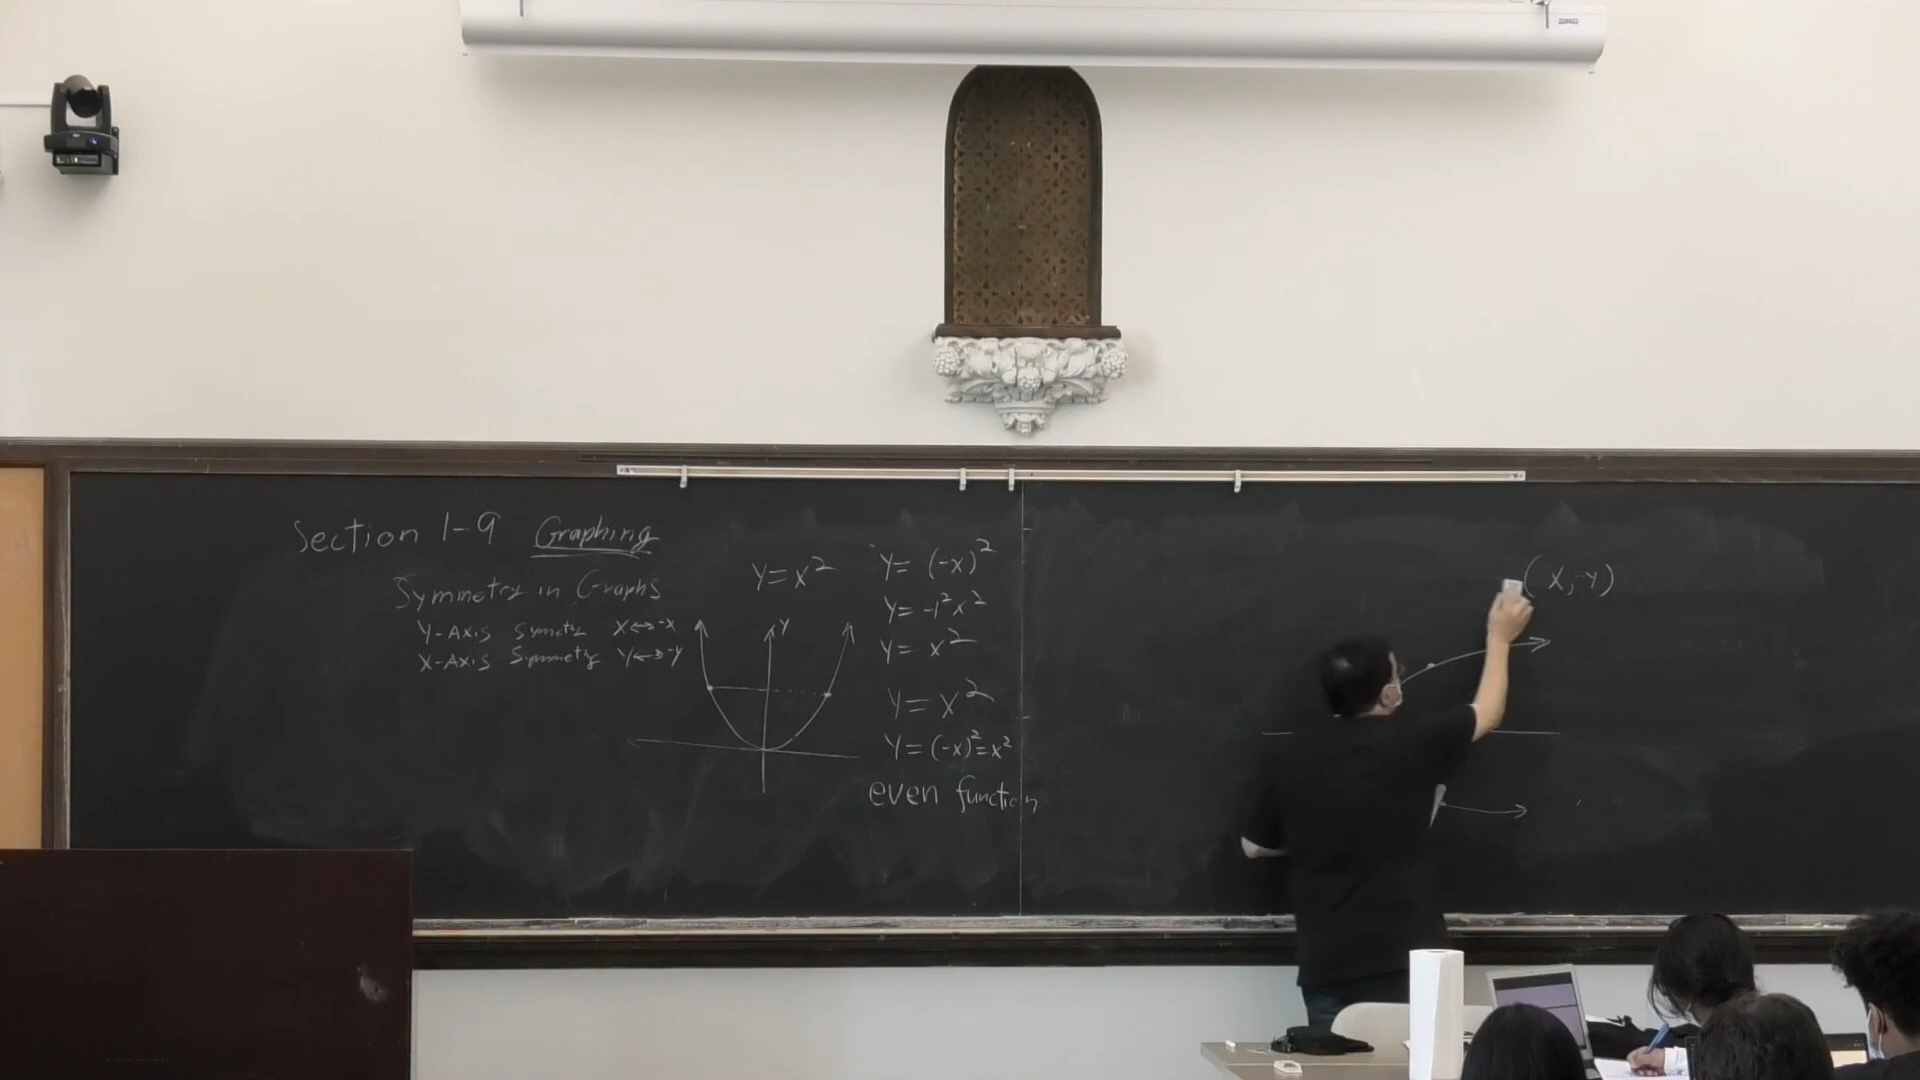 Section 1-9 Graphing
Symmetry in Graphs
Y-Axis Symetry X↔-X
X-Axis Symmetry Y↔-Y
Y=X²
Y
Y=(-X)²
Y=-1²X²
Y=X²
Y=X²
Y=(-X)²=X²
even function
(X,-Y)